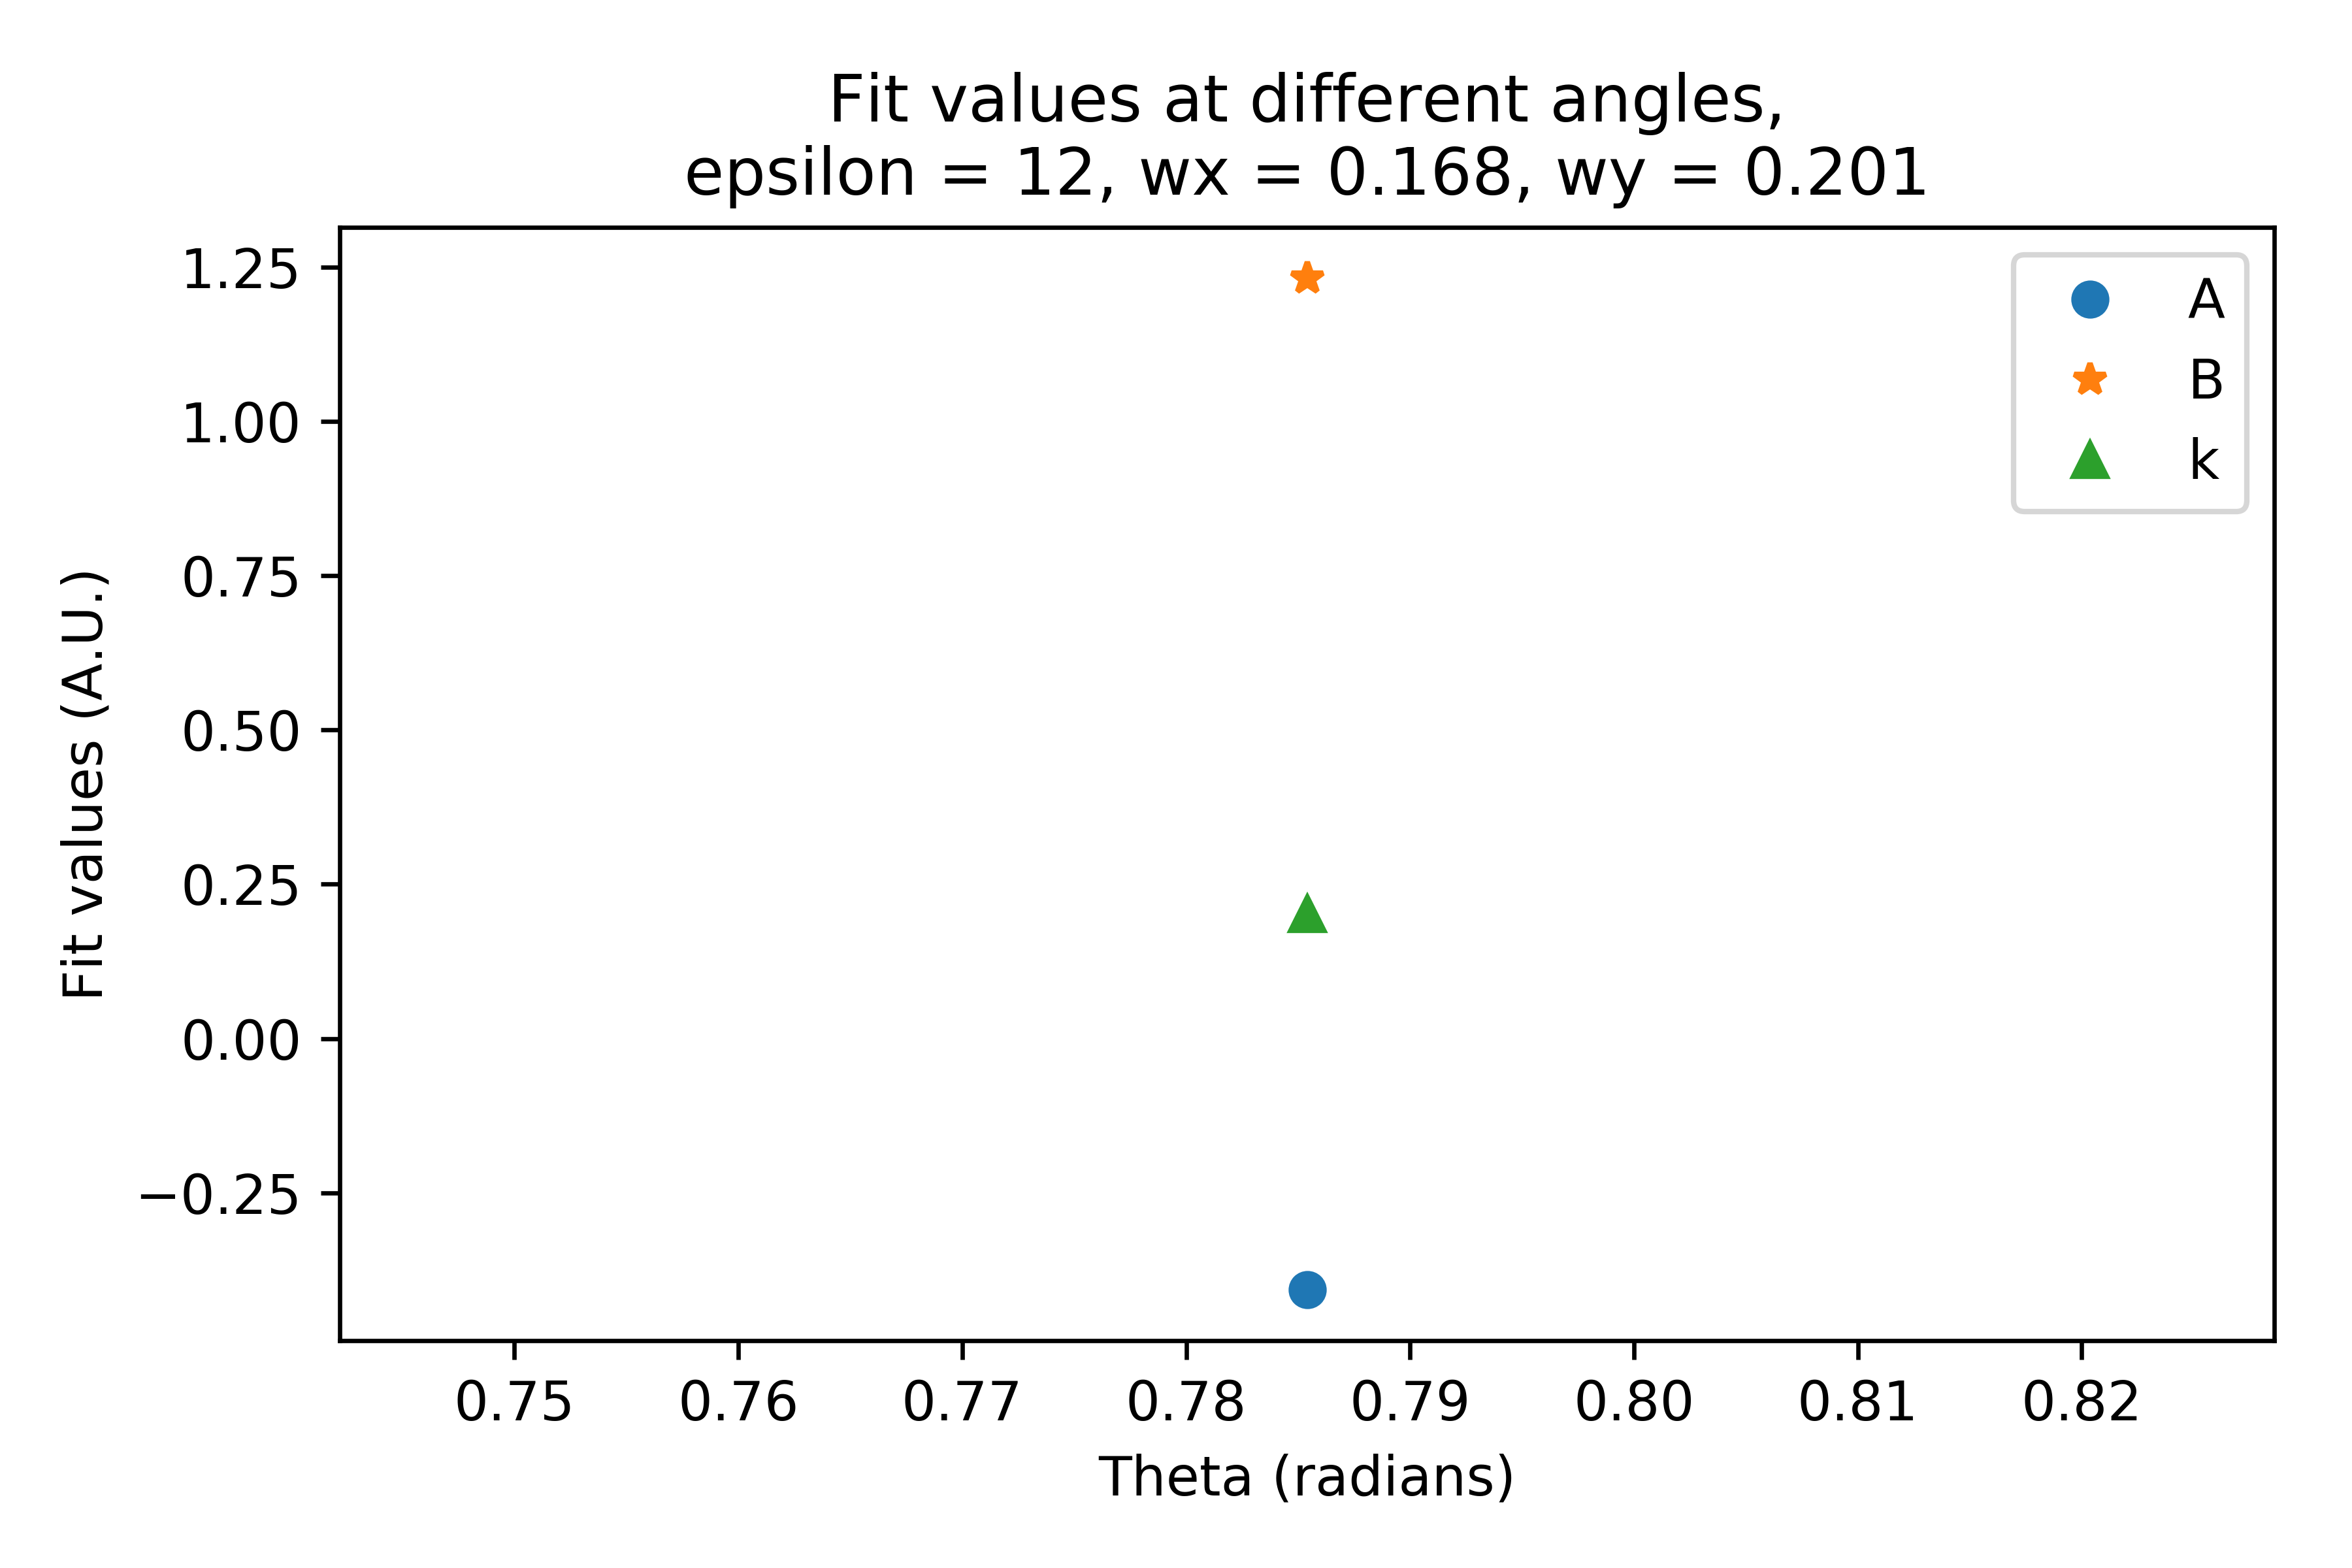 Fit values at different angles,
epsilon = 12, wx = 0.168, wy = 0.201
A
B
k
1.25
1.00
0.75
0.50
0.25
0.00
−0.25
Fit values (A.U.)
0.75 0.76 0.77 0.78 0.79 0.80 0.81 0.82
Theta (radians)